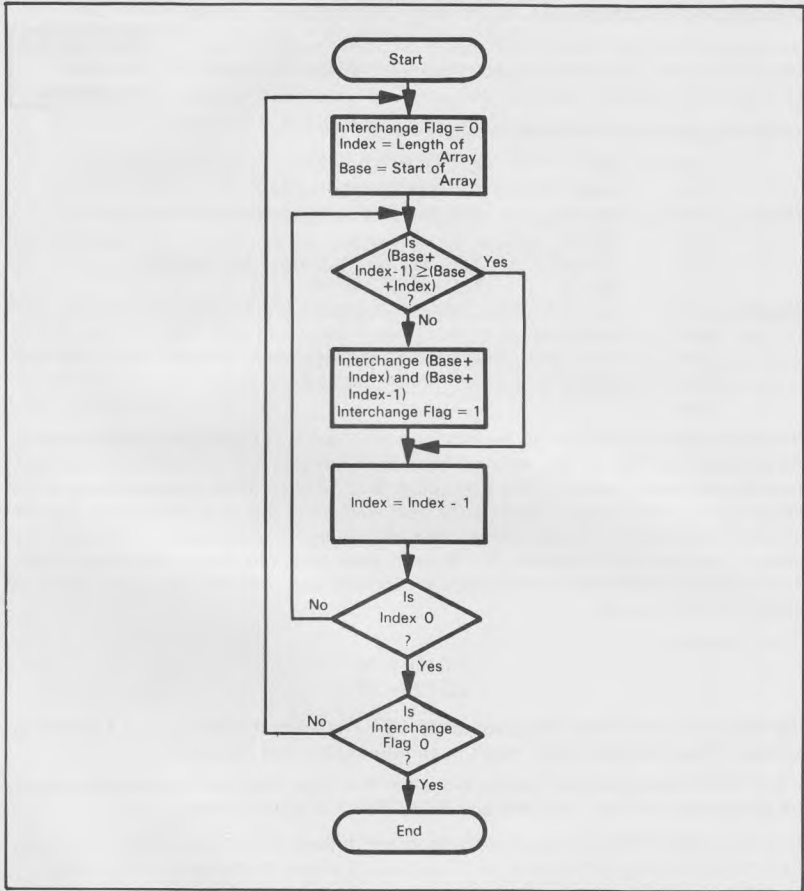 Start
Interchange Flag = 0
Index = Length of
Array
Base = Start of
Array
Is
(Base+
Index-1) ≥(Base
+Index)
?
Yes
No
Interchange (Base+
Index) and (Base+
Index-1)
Interchange Flag = 1
Index = Index - 1
Is
Index 0
?
No
Yes
Is
Interchange
Flag 0
?
No
Yes
End